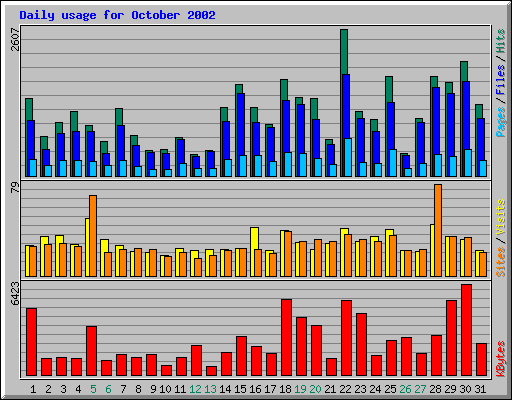 Daily usage for October 2002
2607
Pages / Files / Hits
79
Sites / Visits
6423
KBytes
1 2 3 4 5 6 7 8 9 10 11 12 13 14 15 16 17 18 19 20 21 22 23 24 25 26 27 28 29 30 31